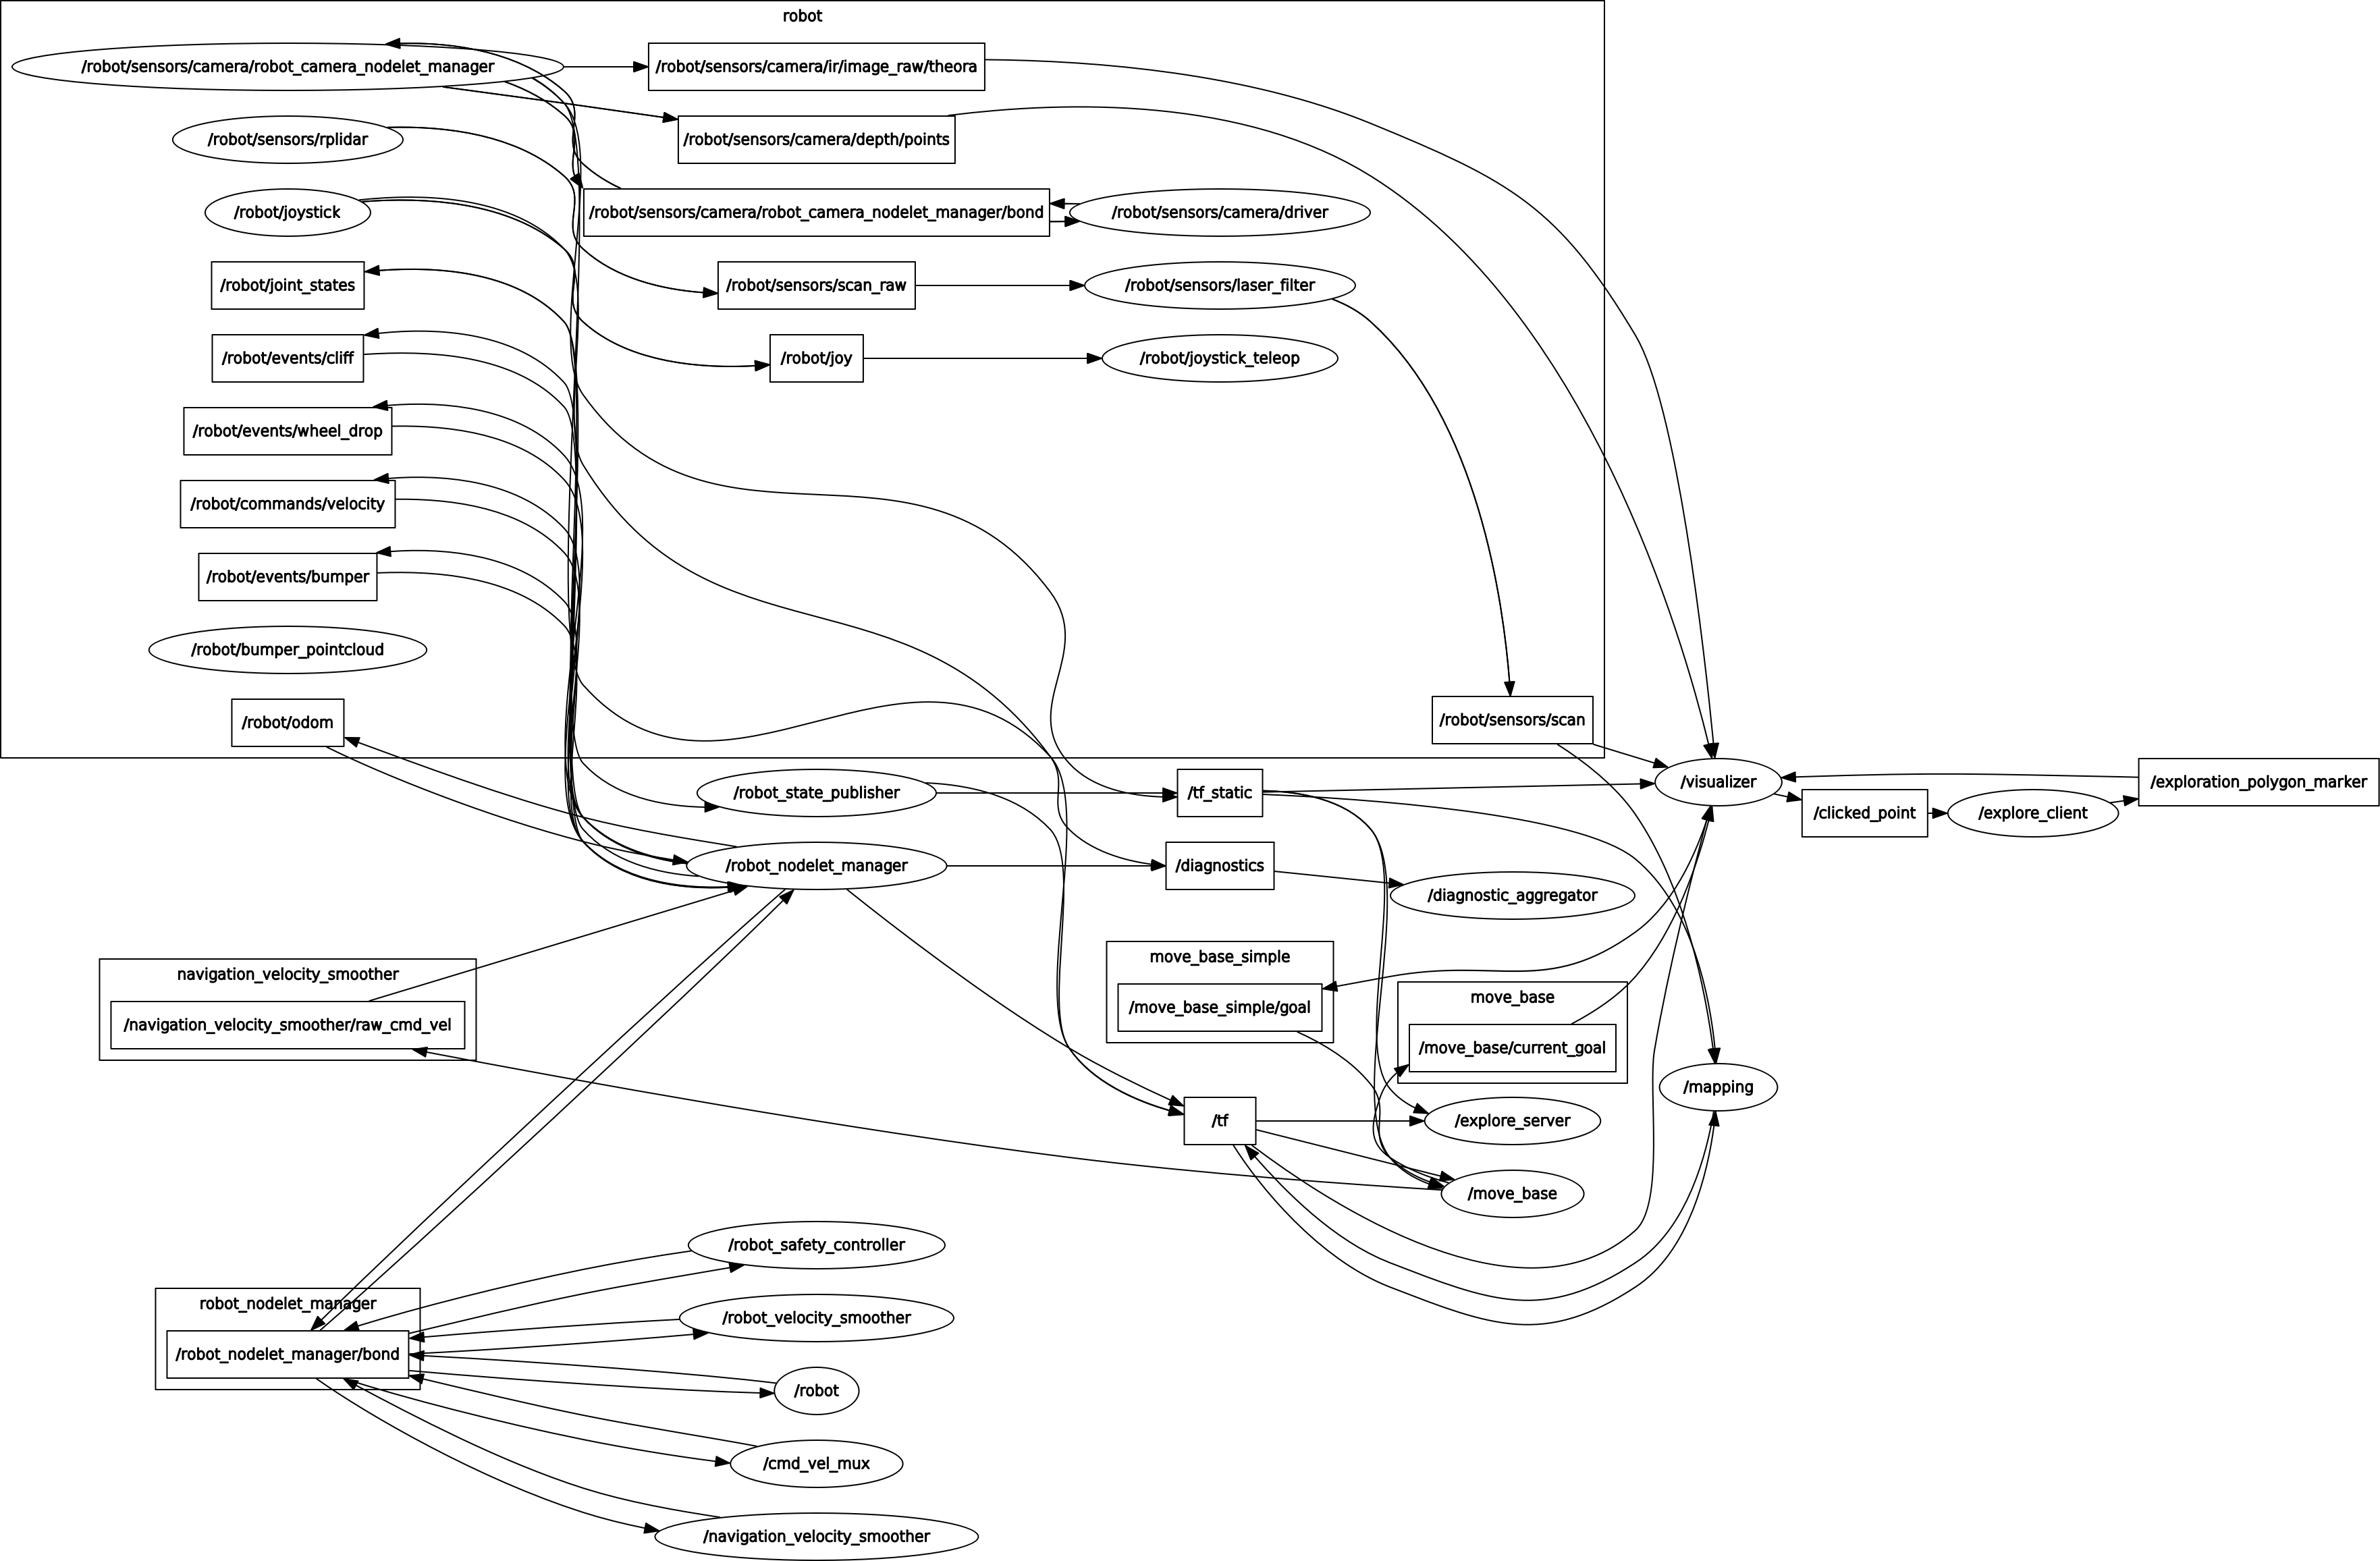 robot
/robot/sensors/camera/robot_camera_nodelet_manager
/robot/sensors/camera/ir/image_raw/theora
/robot/sensors/rplidar
/robot/sensors/camera/depth/points
/robot/joystick
/robot/sensors/camera/robot_camera_nodelet_manager/bond
/robot/sensors/camera/driver
/robot/joint_states
/robot/sensors/scan_raw
/robot/sensors/laser_filter
/robot/events/cliff
/robot/joy
/robot/joystick_teleop
/robot/events/wheel_drop
/robot/commands/velocity
/robot/events/bumper
/robot/bumper_pointcloud
/robot/odom
/robot/sensors/scan
/robot_state_publisher
/tf_static
/visualizer
/exploration_polygon_marker
/clicked_point
/explore_client
/robot_nodelet_manager
/diagnostics
/diagnostic_aggregator
navigation_velocity_smoother
/navigation_velocity_smoother/raw_cmd_vel
move_base_simple
/move_base_simple/goal
move_base
/move_base/current_goal
/mapping
/tf
/explore_server
/move_base
/robot_safety_controller
robot_nodelet_manager
/robot_nodelet_manager/bond
/robot_velocity_smoother
/robot
/cmd_vel_mux
/navigation_velocity_smoother